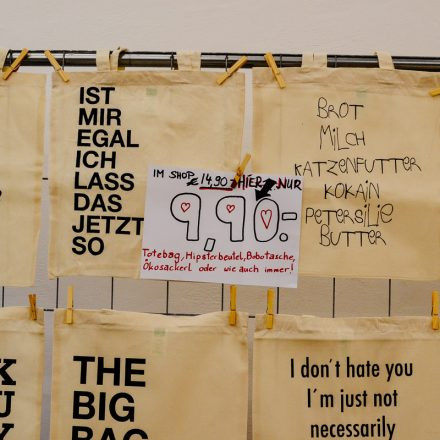 IST
MIR
EGAL
ICH
LASS
DAS
JETZT
SO
IM SHOP € 14,90 HIER NUR
9,90:-
Totebag, Hipsterbeutel, Bobotasche,
Ökosackerl oder wie auch immer!
BROT
MILCH
KATZENFUTTER
KOKAIN
PETERSILIE
BUTTER
K
U
THE
BIG
BAG
I don´t hate you
I´m just not
necessarily